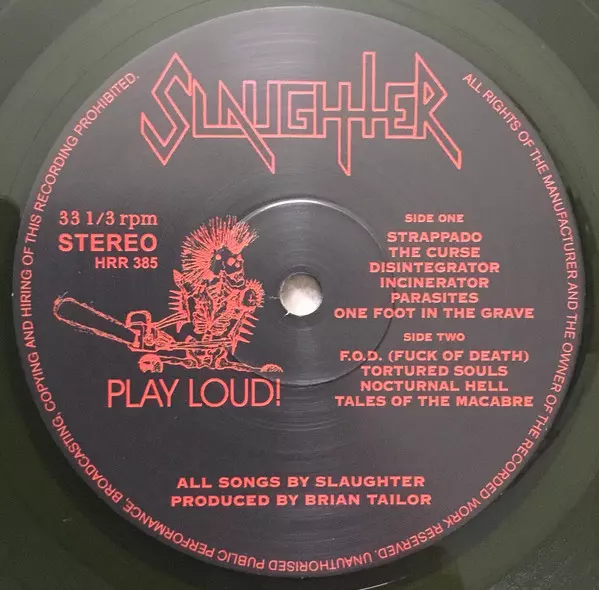 SLAUGHTER
33 1/3 rpm
STEREO
HRR 385
PLAY LOUD!
SIDE ONE
STRAPPADO
THE CURSE
DISINTEGRATOR
INCINERATOR
PARASITES
ONE FOOT IN THE GRAVE
SIDE TWO
F.O.D. (FUCK OF DEATH)
TORTURED SOULS
NOCTURNAL HELL
TALES OF THE MACABRE
ALL SONGS BY SLAUGHTER
PRODUCED BY BRIAN TAILOR
ALL RIGHTS OF THE MANUFACTURER AND THE OWNER OF THE RECORDED WORK RESERVED. UNAUTHORISED PUBLIC PERFORMANCE, BROADCASTING, COPYING AND HIRING OF THIS RECORDING PROHIBITED.